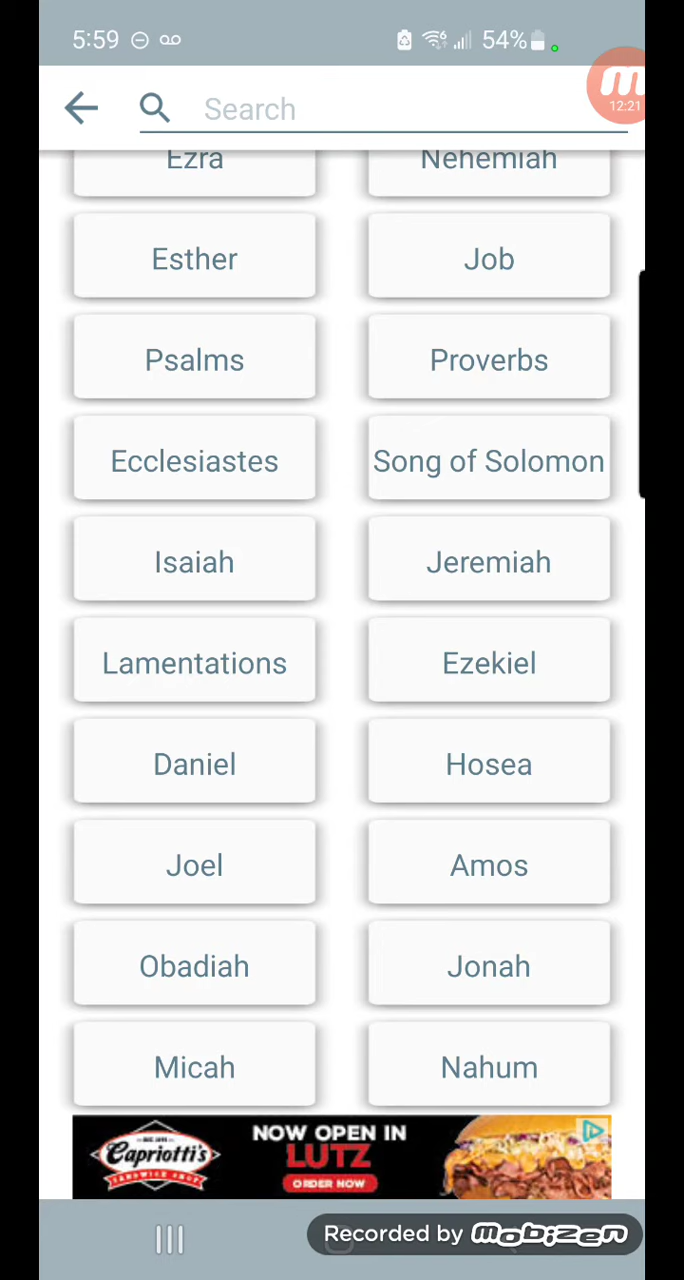 5:59 54%
Search
12:21
Ezra Nehemiah
Esther Job
Psalms Proverbs
Ecclesiastes Song of Solomon
Isaiah Jeremiah
Lamentations Ezekiel
Daniel Hosea
Joel Amos
Obadiah Jonah
Micah Nahum
Capriotti's
SANDWICH SHOP
NOW OPEN IN
LUTZ
ORDER NOW
Recorded by mobizen